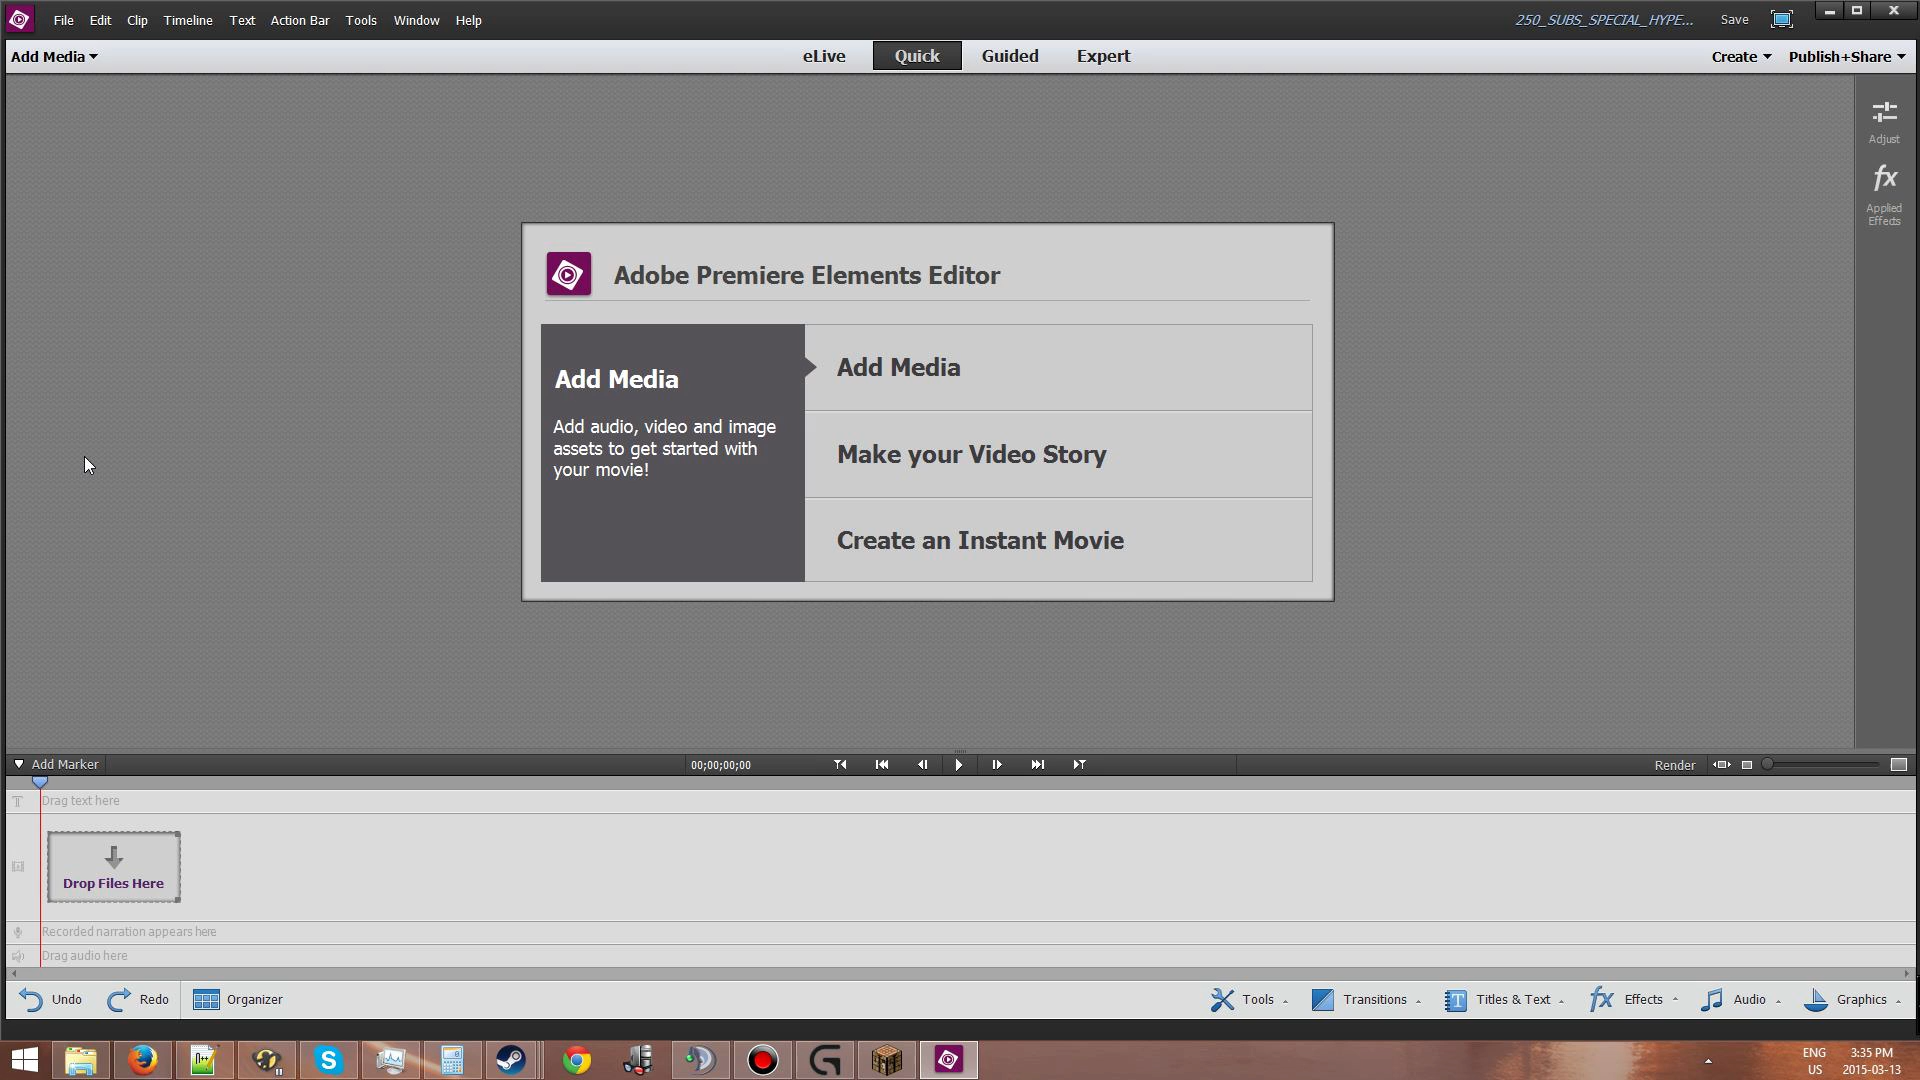 File Edit Clip Timeline Text Action Bar Tools Window Help
250_SUBS_SPECIAL_HYPE... Save
Add Media
eLive Quick Guided Expert
Create Publish+Share
Adjust
fx
Applied
Effects
Adobe Premiere Elements Editor
Add Media
Add audio, video and image
assets to get started with
your movie!
Add Media
Make your Video Story
Create an Instant Movie
Add Marker
00;00;00;00
Render
T Drag text here
Drop Files Here
Recorded narration appears here
Drag audio here
Undo Redo Organizer
Tools Transitions T Titles & Text fx Effects Audio Graphics
n++ S G
ENG 3:35 PM
US 2015-03-13